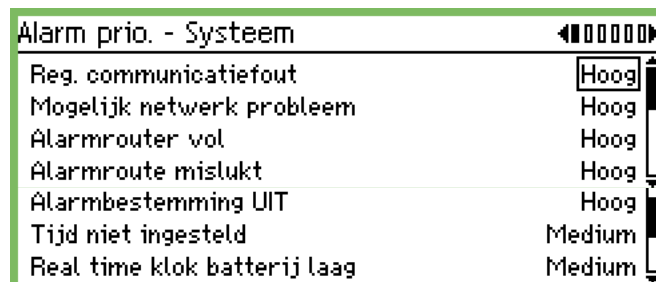 Alarm prio. - Systeem
Reg. communicatiefout Hoog
Mogelijk netwerk probleem Hoog
Alarmrouter vol Hoog
Alarmroute mislukt Hoog
Alarmbestemming UIT Hoog
Tijd niet ingesteld Medium
Real time klok batterij laag Medium